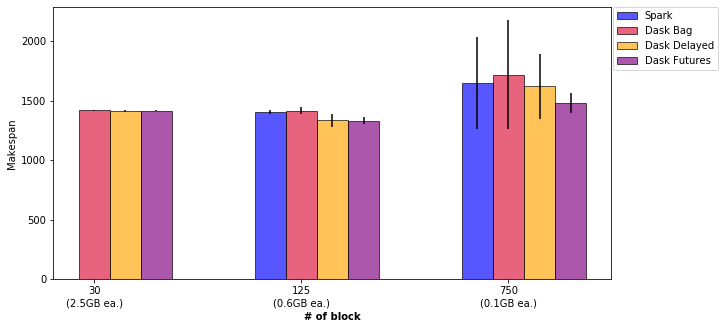 Spark
Dask Bag
Dask Delayed
Dask Futures
Makespan
2000
1500
1000
500
0
30
(2.5GB ea.)
125
(0.6GB ea.)
750
(0.1GB ea.)
# of block